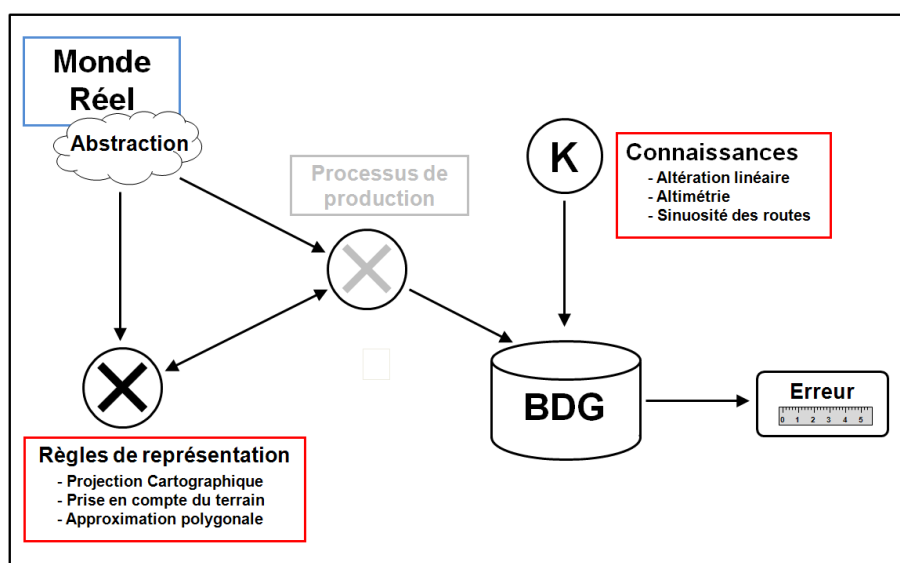 Monde
Réel
Abstraction
Processus de
production
K
Connaissances
- Altération linéaire
- Altimétrie
- Sinuosité des routes
BDG
Erreur
0 1 2 3 4 5
Règles de représentation
- Projection Cartographique
- Prise en compte du terrain
- Approximation polygonale